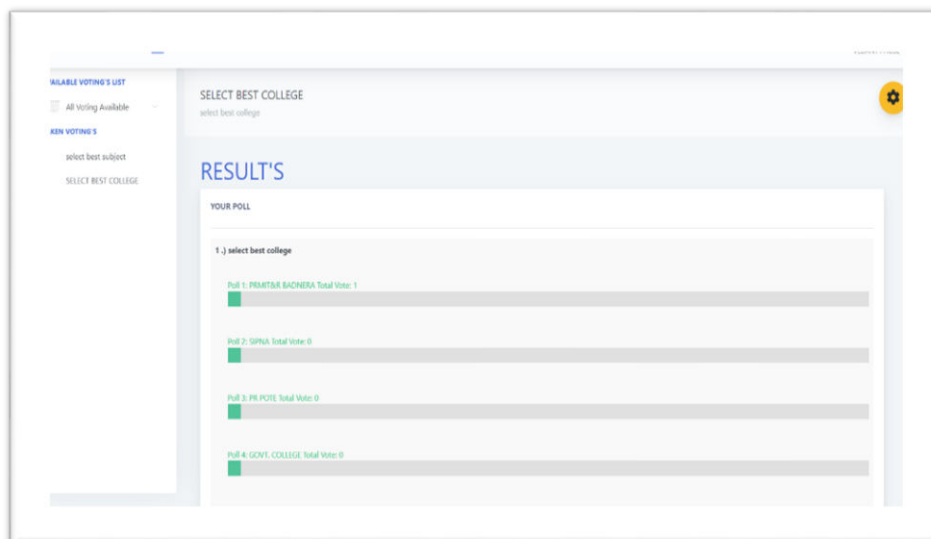 AILABLE VOTING'S LIST
All Voting Available
KEN VOTING'S
select best subject
SELECT BEST COLLEGE
SELECT BEST COLLEGE
select best college
RESULT'S
YOUR POLL
1 .) select best college
Poll 1: PRMIT&R BADNERA Total Vote: 1
Poll 2: SIPNA Total Vote: 0
Poll 3: PR POTE Total Vote: 0
Poll 4: GOVT. COLLEGE Total Vote: 0